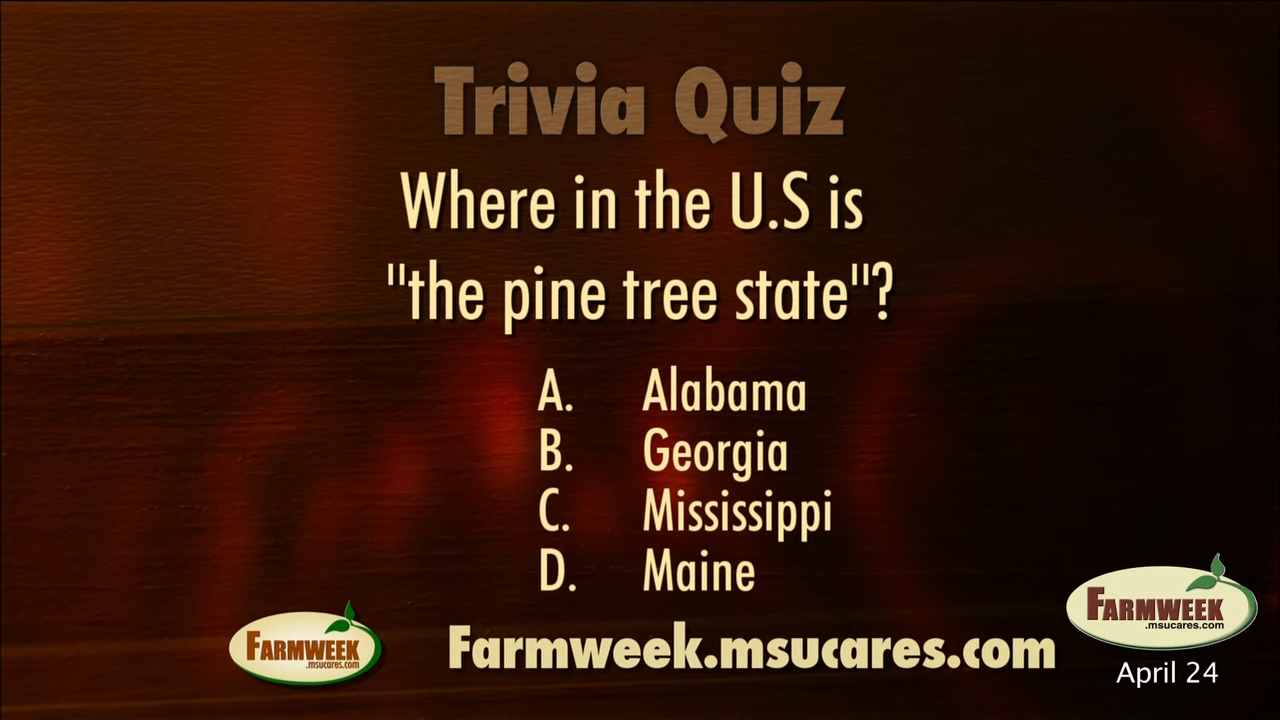 Trivia Quiz
Where in the U.S is
"the pine tree state"?
A. Alabama
B. Georgia
C. Mississippi
D. Maine
FARMWEEK
.msucares.com
Farmweek.msucares.com
FARMWEEK
.msucares.com
April 24